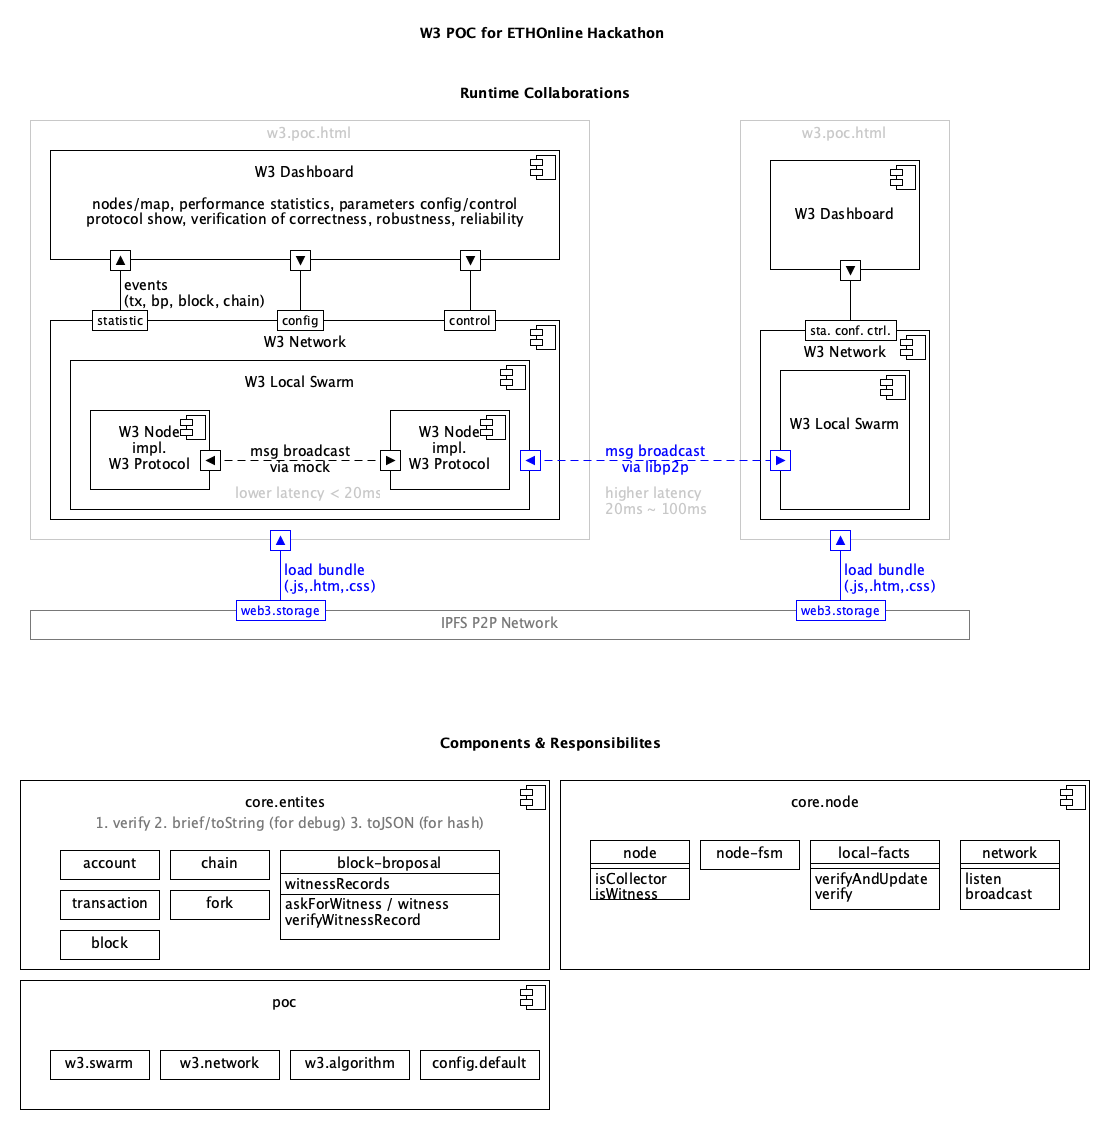 W3 POC for ETHOnline Hackathon
Runtime Collaborations
w3.poc.html
W3 Dashboard
nodes/map, performance statistics, parameters config/control
protocol show, verification of correctness, robustness, reliability
events
(tx, bp, block, chain)
statistic
config
control
W3 Network
W3 Local Swarm
W3 Node
impl.
W3 Protocol
msg broadcast
via mock
lower latency < 20ms
W3 Node
impl.
W3 Protocol
msg broadcast
via libp2p
higher latency
20ms ~ 100ms
w3.poc.html
W3 Dashboard
sta. conf. ctrl.
W3 Network
W3 Local Swarm
load bundle
(.js,.htm,.css)
web3.storage
load bundle
(.js,.htm,.css)
web3.storage
IPFS P2P Network
Components & Responsibilites
core.entites
1. verify 2. brief/toString (for debug) 3. toJSON (for hash)
account
chain
transaction
fork
block
block-broposal
witnessRecords
askForWitness / witness
verifyWitnessRecord
core.node
node
isCollector
isWitness
node-fsm
local-facts
verifyAndUpdate
verify
network
listen
broadcast
poc
w3.swarm
w3.network
w3.algorithm
config.default